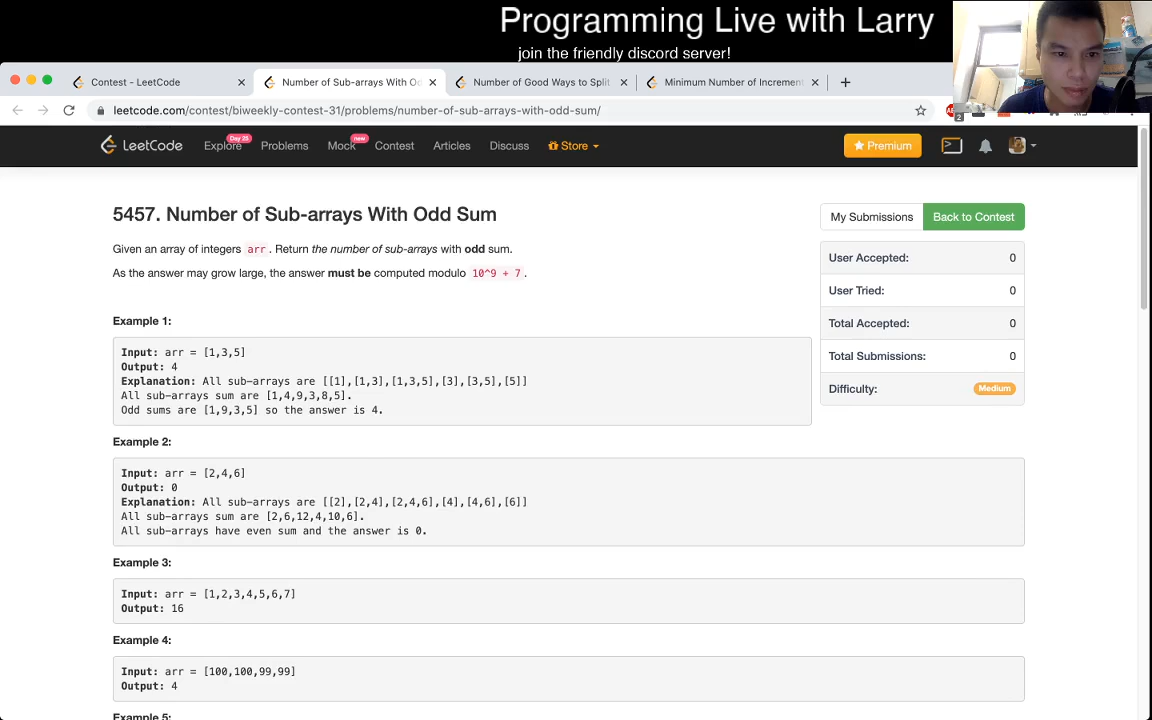 Programming Live with Larry
join the friendly discord server!
Contest - LeetCode
Number of Sub-arrays With Od
Number of Good Ways to Split
Minimum Number of Increment
leetcode.com/contest/biweekly-contest-31/problems/number-of-sub-arrays-with-odd-sum/
2
LeetCode
Explore Day 25
Problems
Mock new
Contest
Articles
Discuss
Store
Premium
5457. Number of Sub-arrays With Odd Sum
My Submissions
Back to Contest
Given an array of integers arr. Return the number of sub-arrays with odd sum.
As the answer may grow large, the answer must be computed modulo 10^9 + 7.
User Accepted: 0
User Tried: 0
Total Accepted: 0
Total Submissions: 0
Difficulty: Medium
Example 1:
Input: arr = [1,3,5]
Output: 4
Explanation: All sub-arrays are [[1],[1,3],[1,3,5],[3],[3,5],[5]]
All sub-arrays sum are [1,4,9,3,8,5].
Odd sums are [1,9,3,5] so the answer is 4.
Example 2:
Input: arr = [2,4,6]
Output: 0
Explanation: All sub-arrays are [[2],[2,4],[2,4,6],[4],[4,6],[6]]
All sub-arrays sum are [2,6,12,4,10,6].
All sub-arrays have even sum and the answer is 0.
Example 3:
Input: arr = [1,2,3,4,5,6,7]
Output: 16
Example 4:
Input: arr = [100,100,99,99]
Output: 4
Example 5: